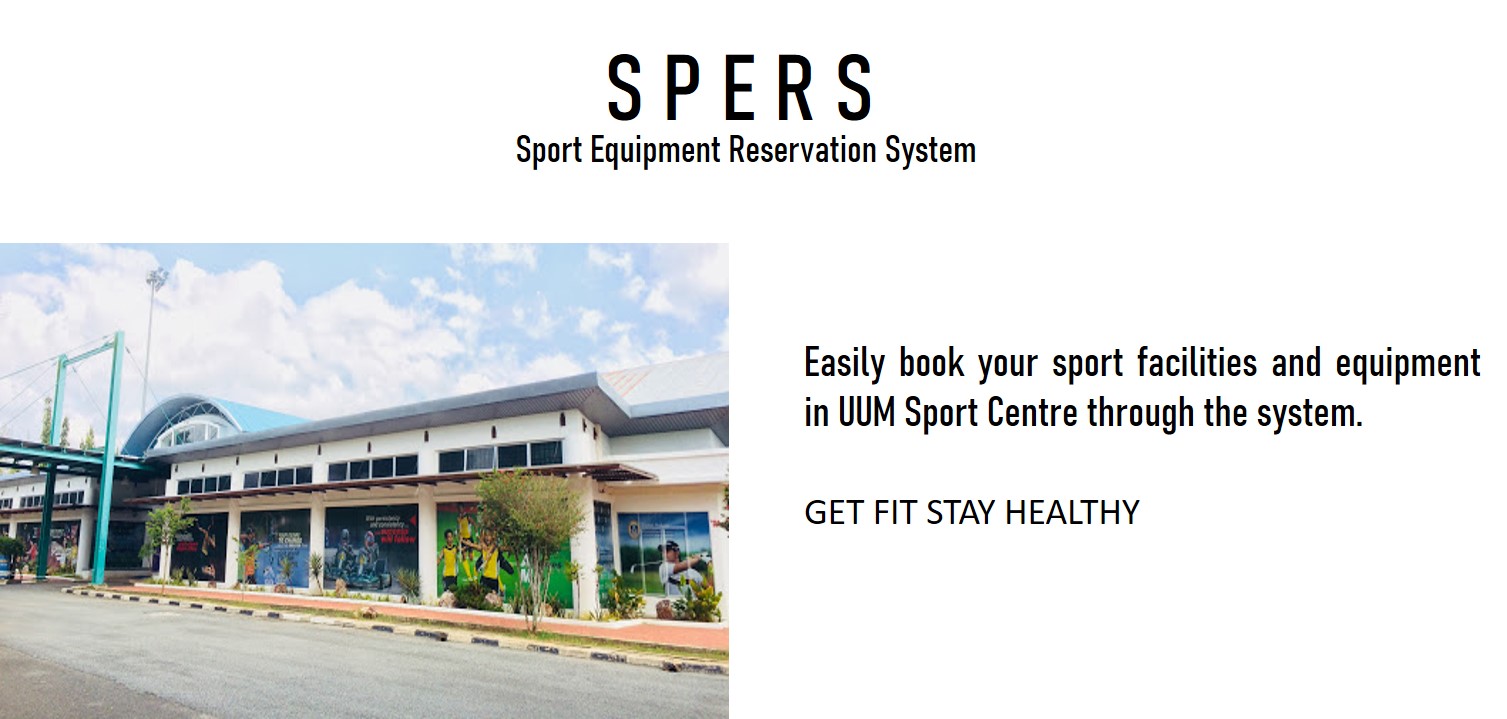 SPERS
Sport Equipment Reservation System
Easily book your sport facilities and equipment
in UUM Sport Centre through the system.
GET FIT STAY HEALTHY